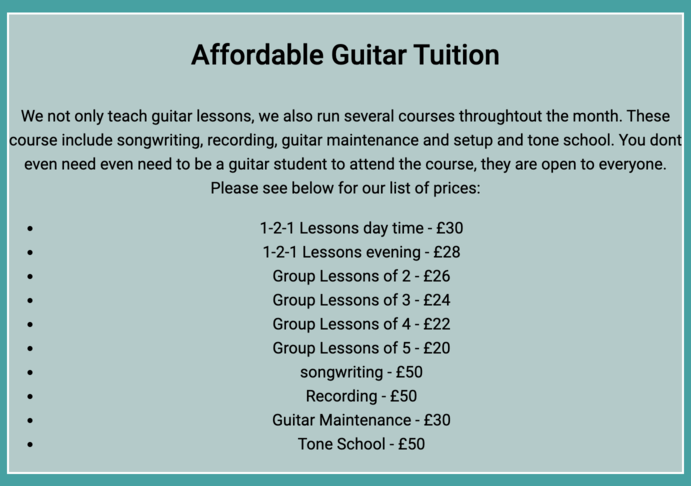 Affordable Guitar Tuition
We not only teach guitar lessons, we also run several courses throughtout the month. These
course include songwriting, recording, guitar maintenance and setup and tone school. You dont
even need even need to be a guitar student to attend the course, they are open to everyone.
Please see below for our list of prices:
• 1-2-1 Lessons day time - £30
• 1-2-1 Lessons evening - £28
• Group Lessons of 2 - £26
• Group Lessons of 3 - £24
• Group Lessons of 4 - £22
• Group Lessons of 5 - £20
• songwriting - £50
• Recording - £50
• Guitar Maintenance - £30
• Tone School - £50